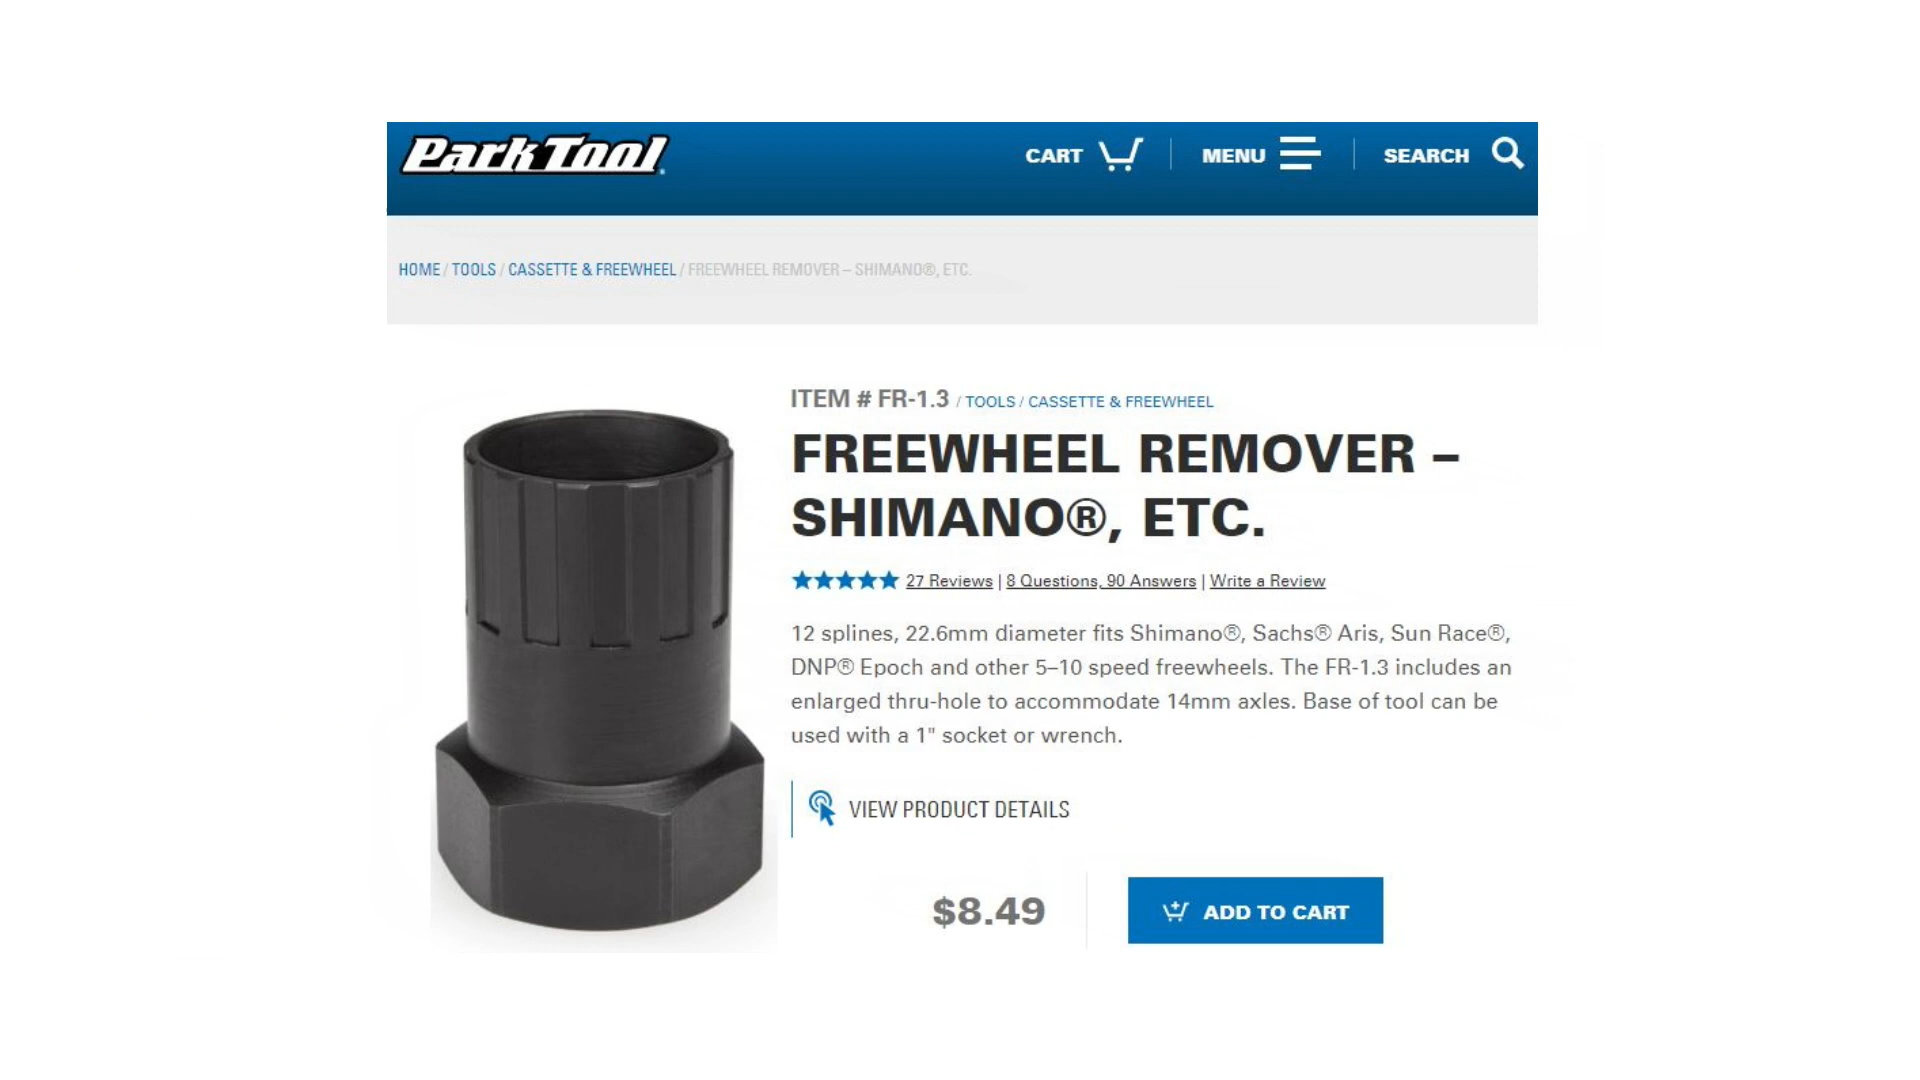 ParkTool®
CART
MENU
SEARCH
HOME / TOOLS / CASSETTE & FREEWHEEL / FREEWHEEL REMOVER – SHIMANO®, ETC.
ITEM # FR-1.3 / TOOLS / CASSETTE & FREEWHEEL
FREEWHEEL REMOVER –
SHIMANO®, ETC.
27 Reviews | 8 Questions, 90 Answers | Write a Review
12 splines, 22.6mm diameter fits Shimano®, Sachs® Aris, Sun Race®,
DNP® Epoch and other 5–10 speed freewheels. The FR-1.3 includes an
enlarged thru-hole to accommodate 14mm axles. Base of tool can be
used with a 1" socket or wrench.
VIEW PRODUCT DETAILS
$8.49
ADD TO CART